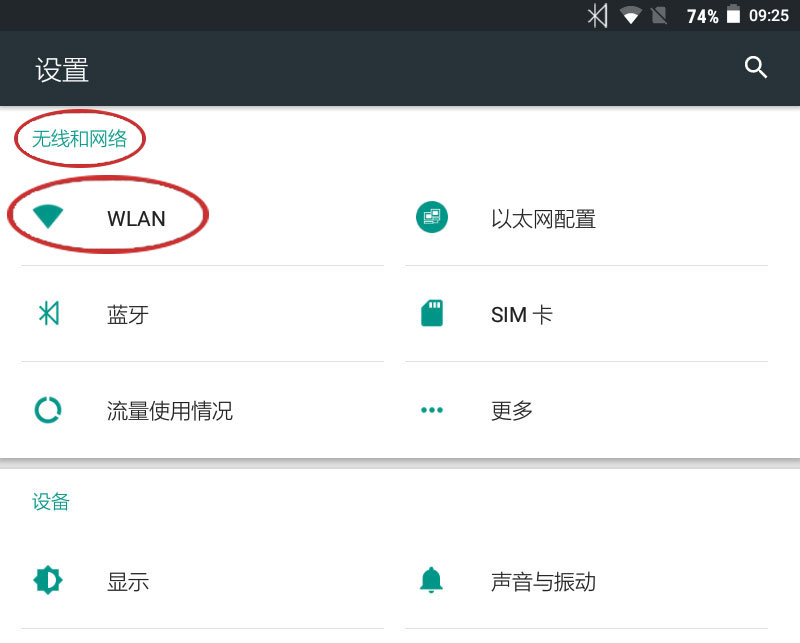 74% 09:25
设置
无线和网络
WLAN 以太网配置
蓝牙 SIM 卡
流量使用情况 更多
设备
显示 声音与振动